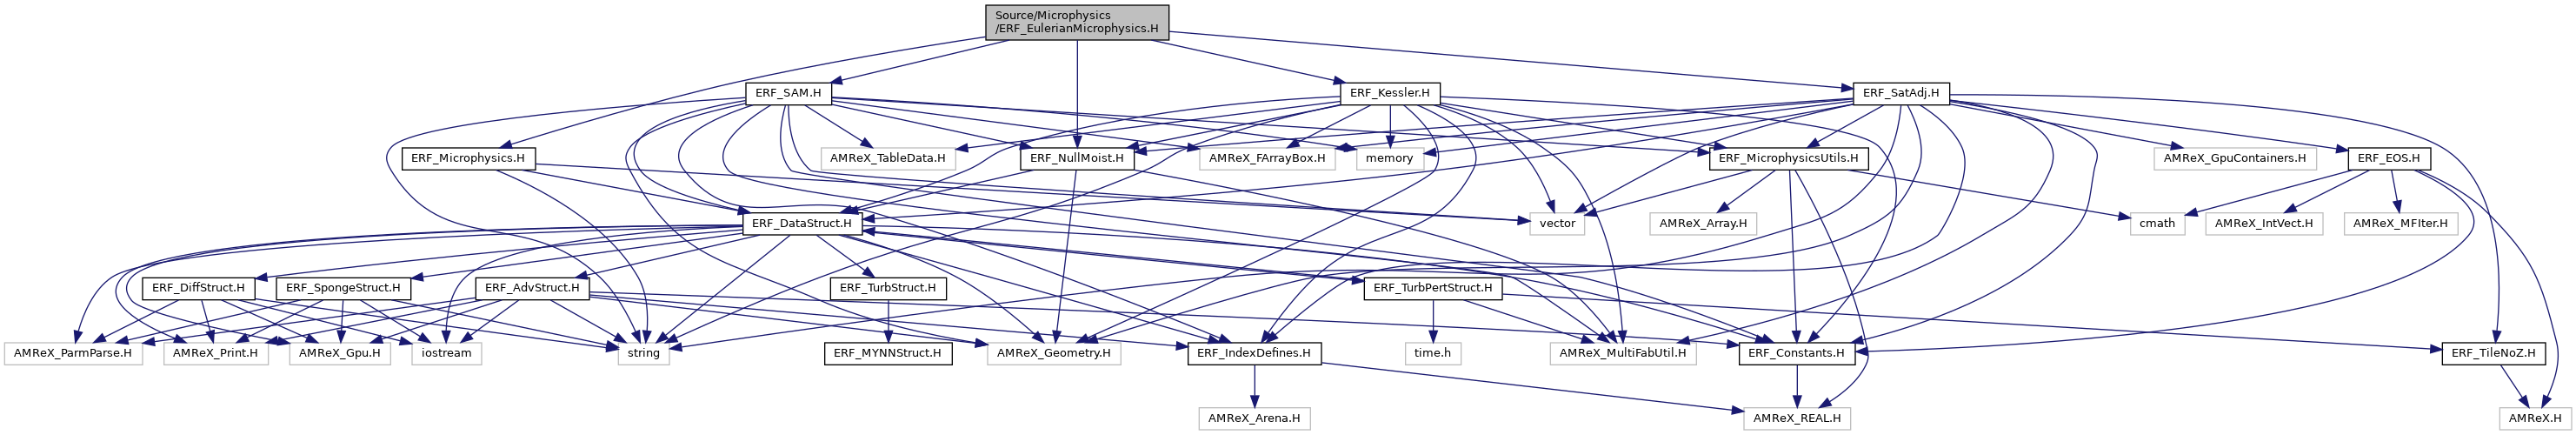 Source/Microphysics
/ERF_EulerianMicrophysics.H
ERF_SAM.H
ERF_Kessler.H
ERF_SatAdj.H
ERF_Microphysics.H
AMReX_TableData.H
ERF_NullMoist.H
AMReX_FArrayBox.H
memory
ERF_MicrophysicsUtils.H
AMReX_GpuContainers.H
ERF_EOS.H
ERF_DataStruct.H
vector
AMReX_Array.H
cmath
AMReX_IntVect.H
AMReX_MFIter.H
ERF_DiffStruct.H
ERF_SpongeStruct.H
ERF_AdvStruct.H
ERF_TurbStruct.H
ERF_TurbPertStruct.H
AMReX_ParmParse.H
AMReX_Print.H
AMReX_Gpu.H
iostream
string
ERF_MYNNStruct.H
AMReX_Geometry.H
ERF_IndexDefines.H
time.h
AMReX_MultiFabUtil.H
ERF_Constants.H
ERF_TileNoZ.H
AMReX_Arena.H
AMReX_REAL.H
AMReX.H